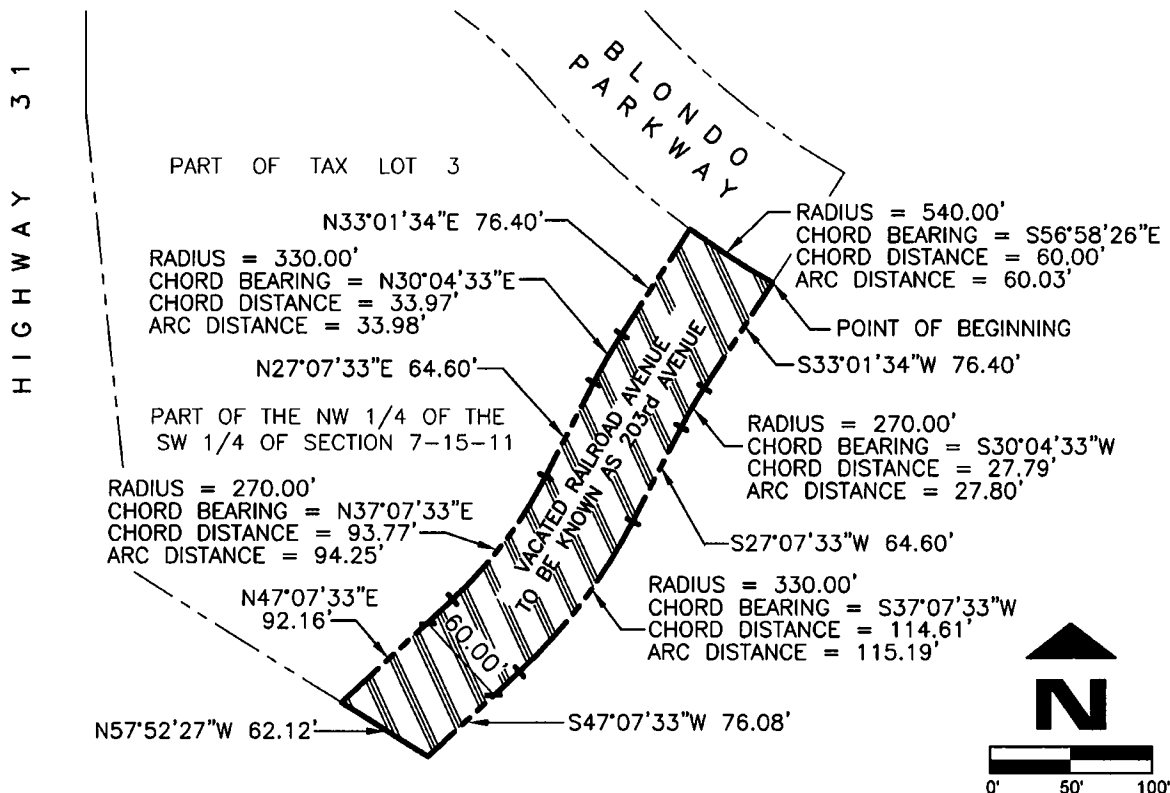 HIGHWAY 31
BLONDO
PARKWAY
PART OF TAX LOT 3
N33°01'34"E 76.40'
RADIUS = 540.00'
CHORD BEARING = S56°58'26"E
CHORD DISTANCE = 60.00'
ARC DISTANCE = 60.03'
RADIUS = 330.00'
CHORD BEARING = N30°04'33"E
CHORD DISTANCE = 33.97'
ARC DISTANCE = 33.98'
POINT OF BEGINNING
N27°07'33"E 64.60'
S33°01'34"W 76.40'
PART OF THE NW 1/4 OF THE
SW 1/4 OF SECTION 7-15-11
VACATED RAILROAD AVENUE
TO BE KNOWN AS 203rd AVENUE
RADIUS = 270.00'
CHORD BEARING = S30°04'33"W
CHORD DISTANCE = 27.79'
ARC DISTANCE = 27.80'
RADIUS = 270.00'
CHORD BEARING = N37°07'33"E
CHORD DISTANCE = 93.77'
ARC DISTANCE = 94.25'
S27°07'33"W 64.60'
N47°07'33"E
92.16'
60.00'
RADIUS = 330.00'
CHORD BEARING = S37°07'33"W
CHORD DISTANCE = 114.61'
ARC DISTANCE = 115.19'
N57°52'27"W 62.12'
S47°07'33"W 76.08'
N
0' 50' 100'